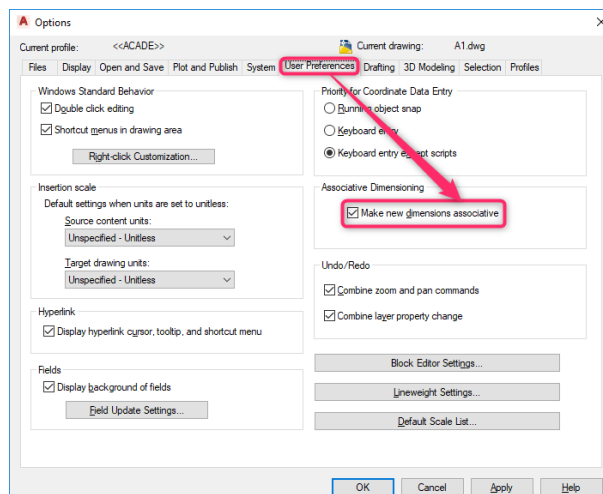 Options
Current profile: <<ACADE>> Current drawing: A1.dwg
Files Display Open and Save Plot and Publish System User Preferences Drafting 3D Modeling Selection Profiles
Windows Standard Behavior
Double click editing
Shortcut menus in drawing area
Right-click Customization...
Insertion scale
Default settings when units are set to unitless:
Source content units:
Unspecified - Unitless
Target drawing units:
Unspecified - Unitless
Hyperlink
Display hyperlink cursor, tooltip, and shortcut menu
Fields
Display background of fields
Field Update Settings...
Priority for Coordinate Data Entry
Running object snap
Keyboard entry
Keyboard entry except scripts
Associative Dimensioning
Make new dimensions associative
Undo/Redo
Combine zoom and pan commands
Combine layer property change
Block Editor Settings...
Lineweight Settings...
Default Scale List...
OK Cancel Apply Help